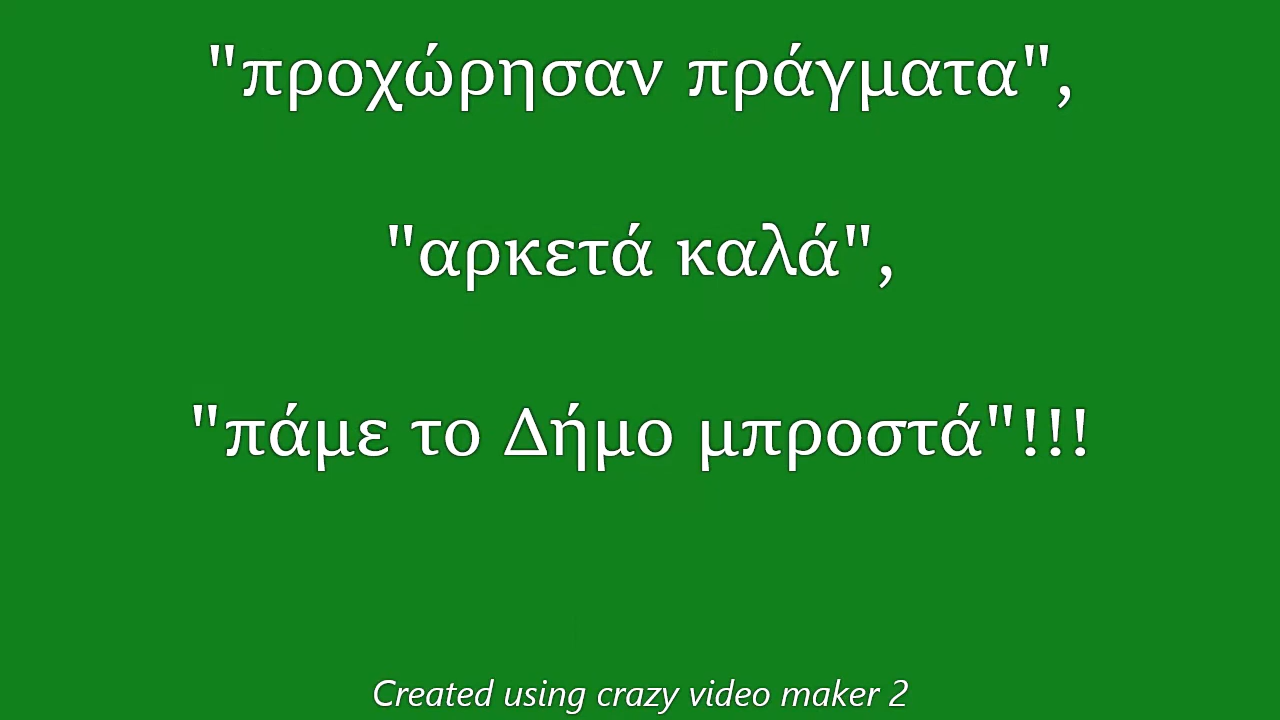 "προχώρησαν πράγματα",
"αρκετά καλά",
"πάμε το Δήμο μπροστά"!!!
Created using crazy video maker 2